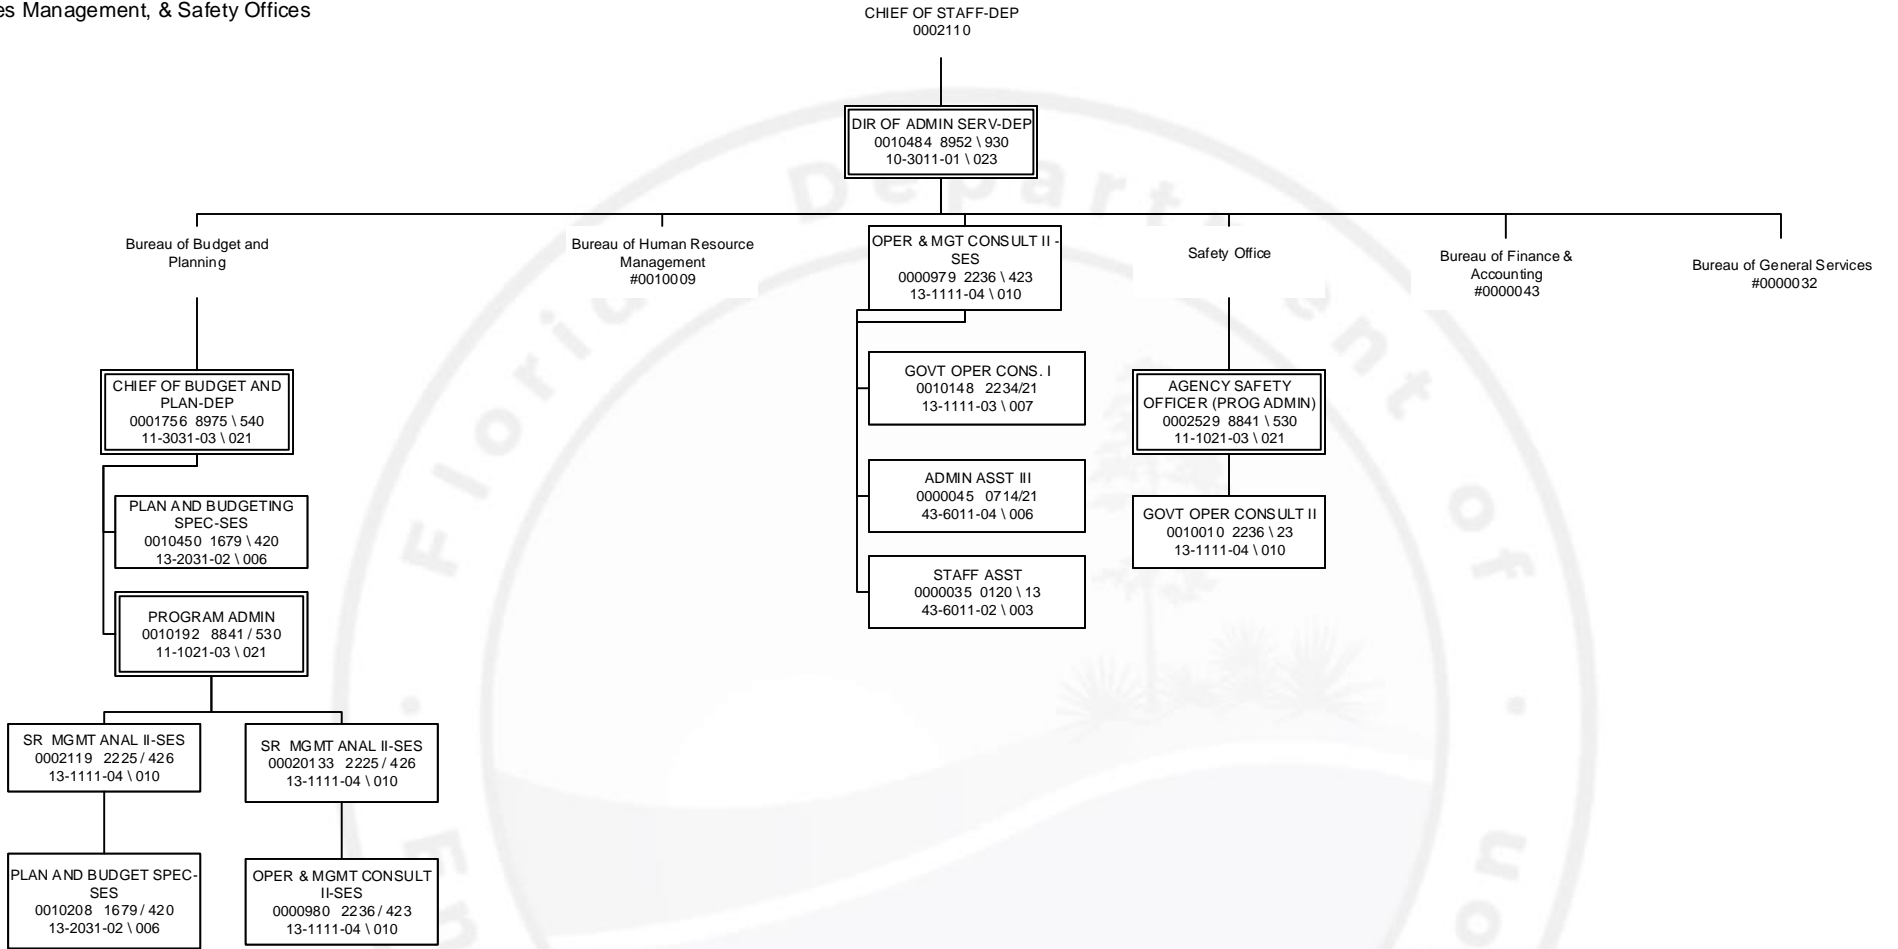 es Management, & Safety Offices
CHIEF OF STAFF-DEP
0002110
DIR OF ADMIN SERV-DEP
0010484 8952 \ 930
10-3011-01 \ 023
Bureau of Budget and
Planning
Bureau of Human Resource
Management
#0010009
OPER & MGT CONSULT II -
SES
0000979 2236 \ 423
13-1111-04 \ 010
Safety Office
Bureau of Finance &
Accounting
#0000043
Bureau of General Services
#0000032
CHIEF OF BUDGET AND
PLAN-DEP
0001756 8975 \ 540
11-3031-03 \ 021
GOVT OPER CONS. I
0010148 2234/21
13-1111-03 \ 007
AGENCY SAFETY
OFFICER (PROG ADMIN)
0002529 8841 \ 530
11-1021-03 \ 021
PLAN AND BUDGETING
SPEC-SES
0010450 1679 \ 420
13-2031-02 \ 006
ADMIN ASST III
0000045 0714/21
43-6011-04 \ 006
GOVT OPER CONSULT II
0010010 2236 \ 23
13-1111-04 \ 010
STAFF ASST
0000035 0120 \ 13
43-6011-02 \ 003
PROGRAM ADMIN
0010192 8841 / 530
11-1021-03 \ 021
SR MGMT ANAL II-SES
0002119 2225 / 426
13-1111-04 \ 010
SR MGMT ANAL II-SES
00020133 2225 / 426
13-1111-04 \ 010
PLAN AND BUDGET SPEC-
SES
0010208 1679 / 420
13-2031-02 \ 006
OPER & MGMT CONSULT
II-SES
0000980 2236 / 423
13-1111-04 \ 010
Department of